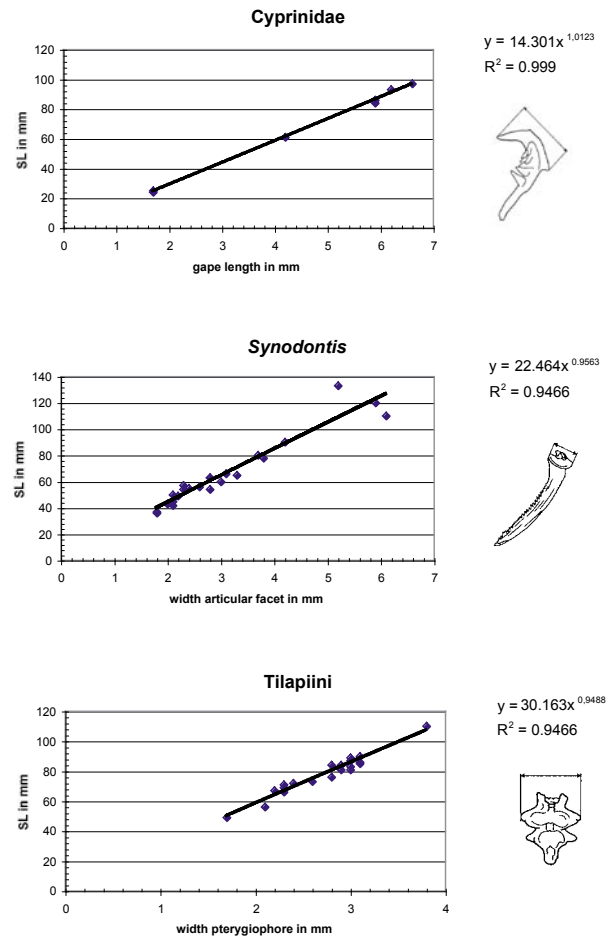 Cyprinidae
y = 14.301x 1,0123
R2 = 0.999
SL in mm
120
100
80
60
40
20
0
0 1 2 3 4 5 6 7
gape length in mm
Synodontis
y = 22.464x 0.9563
R2 = 0.9466
SL in mm
140
120
100
80
60
40
20
0
0 1 2 3 4 5 6 7
width articular facet in mm
Tilapiini
y = 30.163x 0,9488
R2 = 0.9466
SL in mm
120
100
80
60
40
20
0
0 1 2 3 4
width pterygiophore in mm